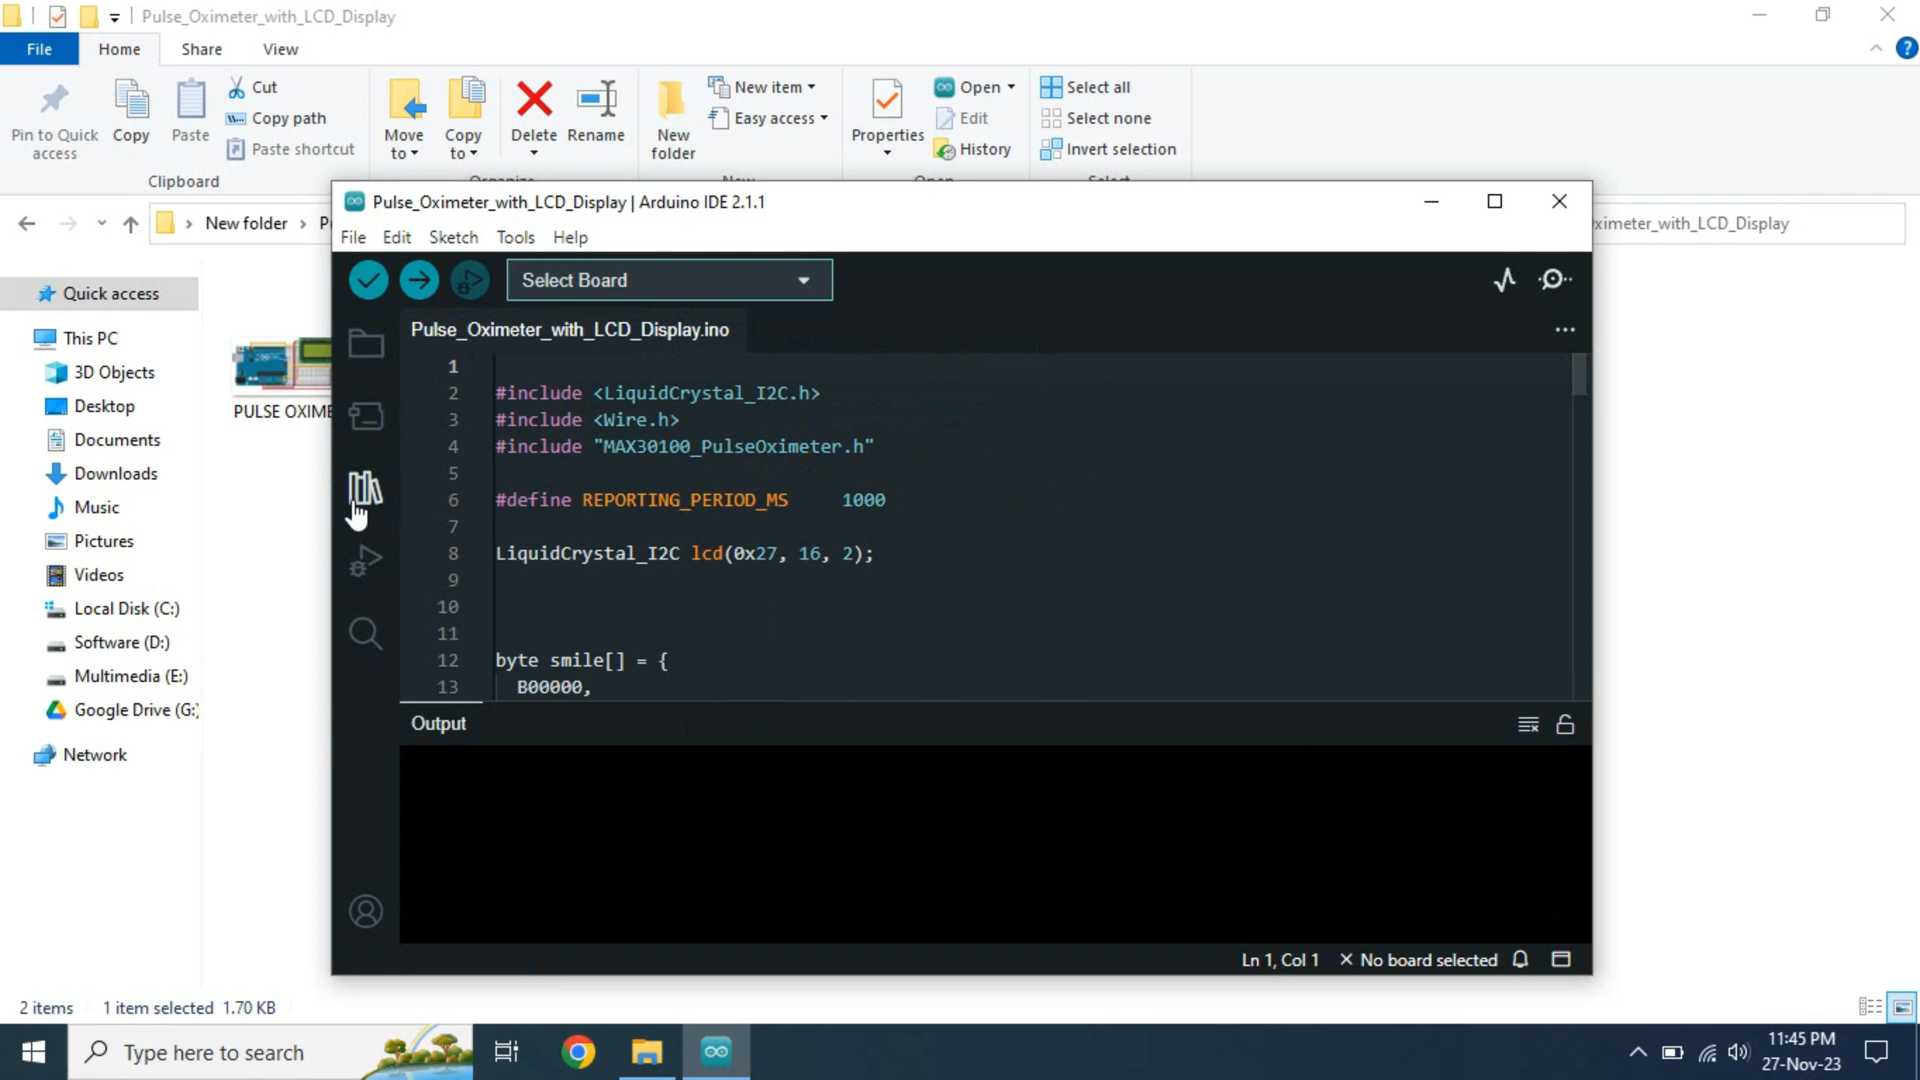 Pulse_Oximeter_with_LCD_Display
File Home Share View
Pin to Quick access
Copy
Paste
Cut
Copy path
Paste shortcut
Clipboard
Move to
Copy to
Delete
Rename
New folder
New item
Easy access
Properties
Open
Edit
History
Select all
Select none
Invert selection
New folder
ximeter_with_LCD_Display
Quick access
This PC
3D Objects
Desktop
Documents
Downloads
Music
Pictures
Videos
Local Disk (C:)
Software (D:)
Multimedia (E:)
Google Drive (G:)
Network
PULSE OXIME
Pulse_Oximeter_with_LCD_Display | Arduino IDE 2.1.1
File Edit Sketch Tools Help
Select Board
Pulse_Oximeter_with_LCD_Display.ino
1
2 #include <LiquidCrystal_I2C.h>
3 #include <Wire.h>
4 #include "MAX30100_PulseOximeter.h"
5
6 #define REPORTING_PERIOD_MS 1000
7
8 LiquidCrystal_I2C lcd(0x27, 16, 2);
9
10
11
12 byte smile[] = {
13 B00000,
Output
Ln 1, Col 1 No board selected
2 items 1 item selected 1.70 KB
Type here to search
11:45 PM
27-Nov-23